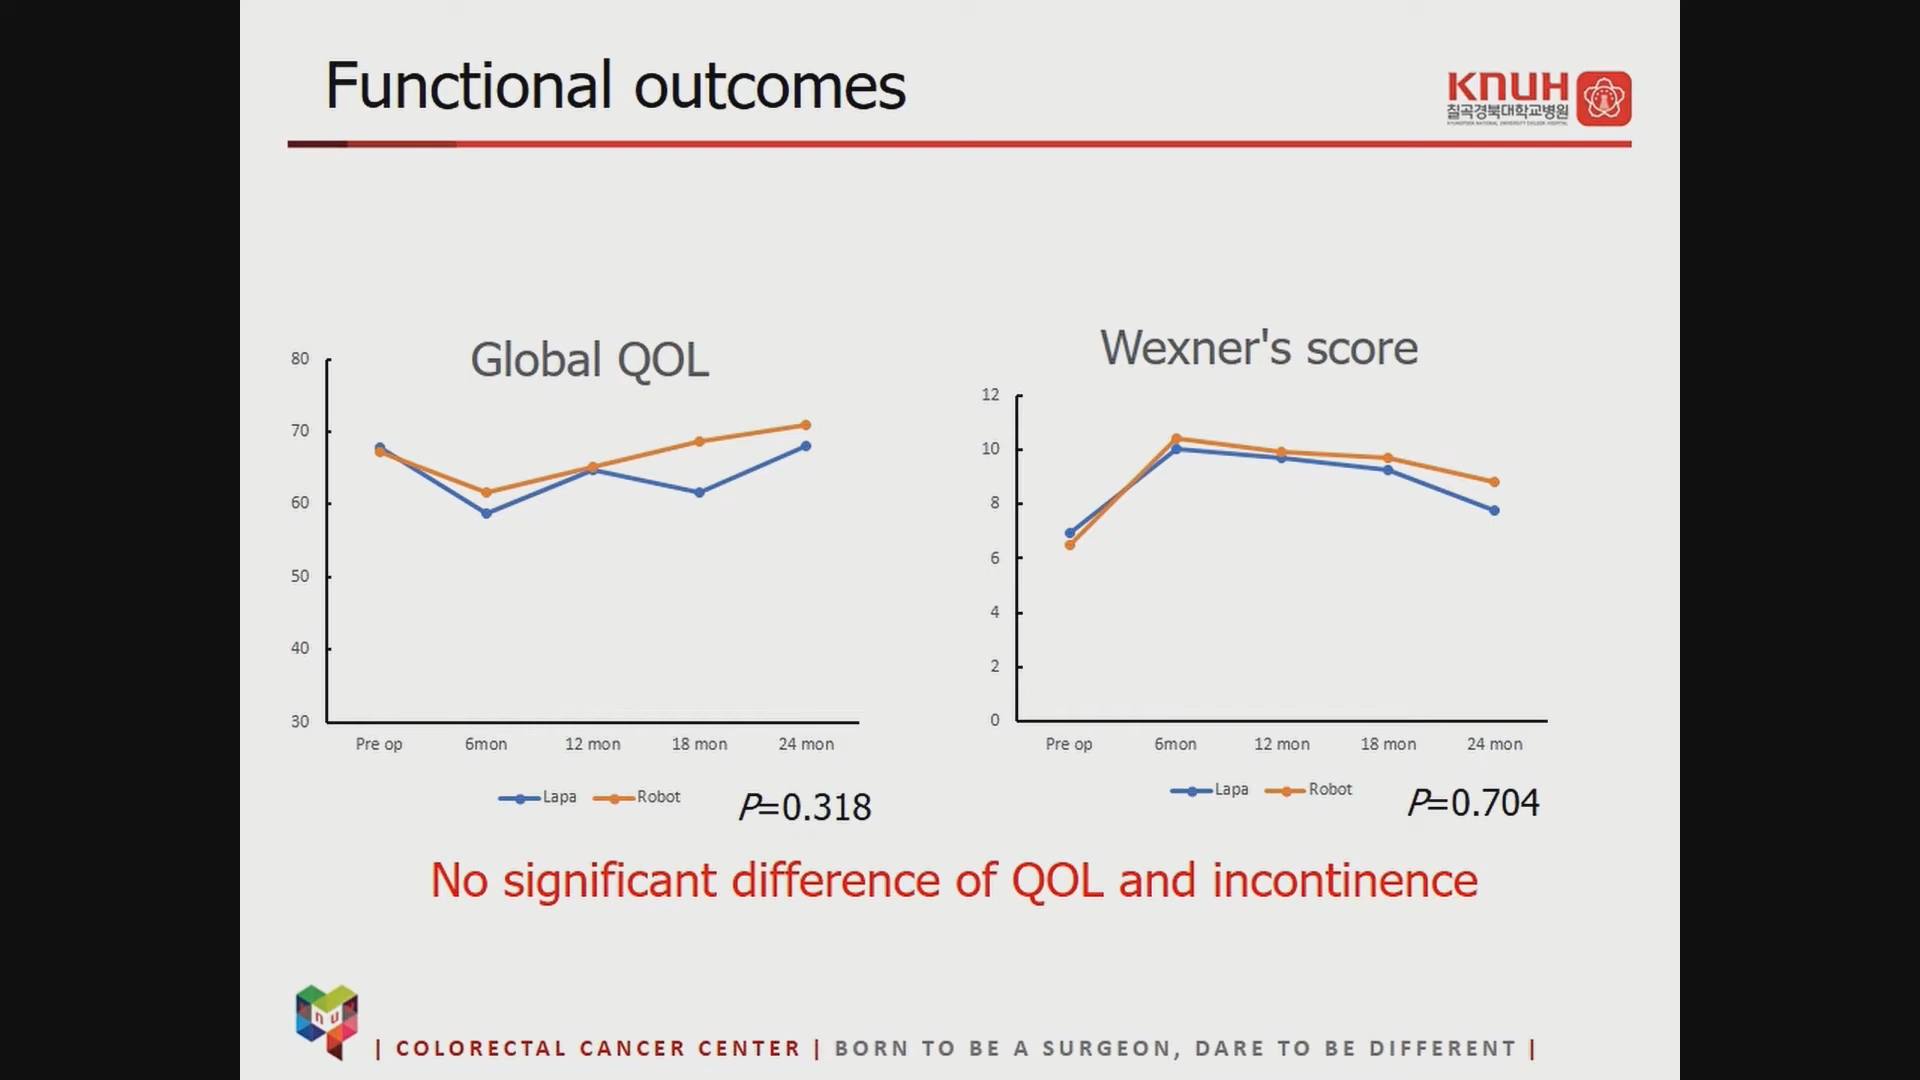 Functional outcomes
KNUH
칠곡경북대학교병원
Global QOL
80
70
60
50
40
30
Pre op 6mon 12 mon 18 mon 24 mon
Lapa Robot
P=0.318
Wexner's score
12
10
8
6
4
2
0
Pre op 6mon 12 mon 18 mon 24 mon
Lapa Robot
P=0.704
No significant difference of QOL and incontinence
| COLORECTAL CANCER CENTER | BORN TO BE A SURGEON, DARE TO BE DIFFERENT |